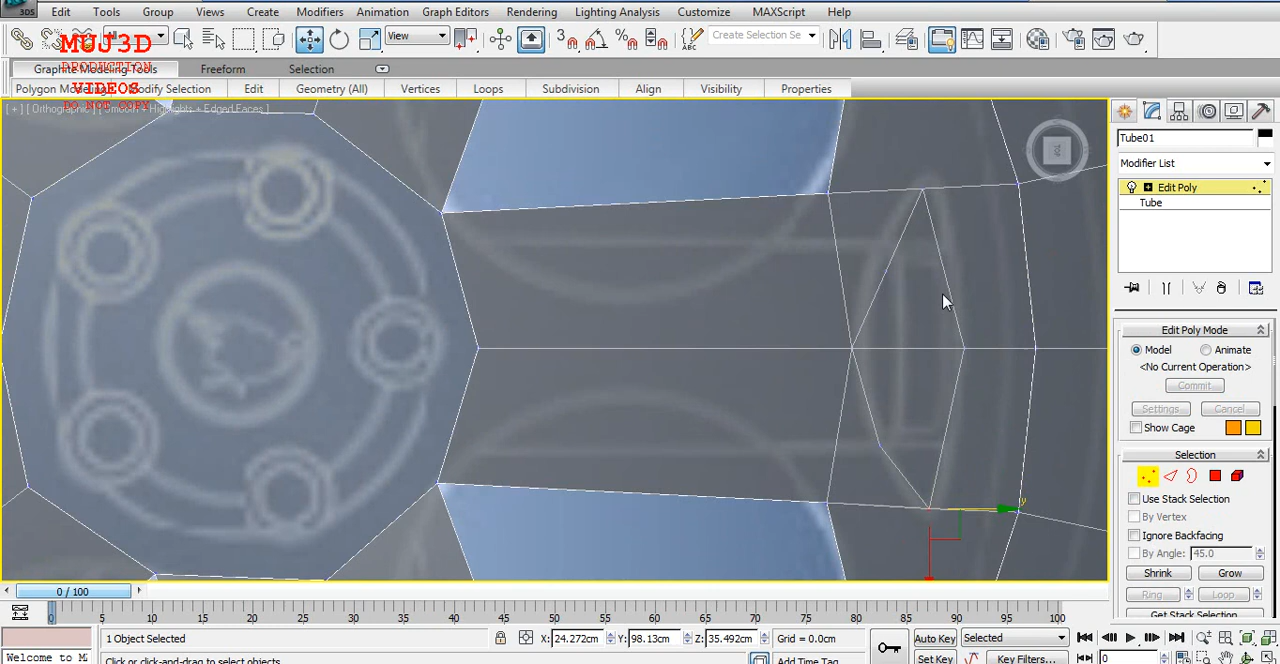 Edit Tools Group Views Create Modifiers Animation Graph Editors Rendering Lighting Analysis Customize MAXScript Help
3DS
View
Create Selection Se
MUJ3D
PRODUCTION
VIDEOS
DO NOT COPY
Graphite Modeling Tools Freeform Selection
Polygon Modeling Modify Selection Edit Geometry (All) Vertices Loops Subdivision Align Visibility Properties
[ + ] [ Orthographic ] [ Smooth + Highlights + Edged Faces ]
Tube01
Modifier List
Edit Poly
Tube
Edit Poly Mode
Model Animate
<No Current Operation>
Commit
Settings Cancel
Show Cage
Selection
Use Stack Selection
By Vertex
Ignore Backfacing
By Angle: 45.0
Shrink Grow
Ring Loop
Get Stack Selection
y
0 / 100
0 5 10 15 20 25 30 35 40 45 50 55 60 65 70 75 80 85 90 95 100
1 Object Selected X: 24.272cm Y: 98.13cm Z: 35.492cm Grid = 0.0cm Auto Key Selected
Welcome to M
Click or click-and-drag to select objects Add Time Tag Set Key Key Filters... 0